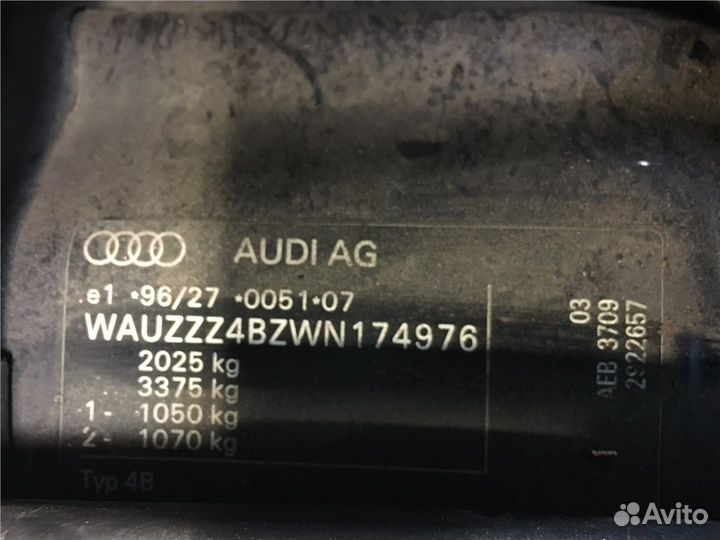 AUDI AG
e1 *96/27 *0051*07
WAUZZZ4BZWN174976
2025 kg
3375 kg
1 - 1050 kg
2 - 1070 kg
Typ 4B
03
AEB 3709
2922657
Avito